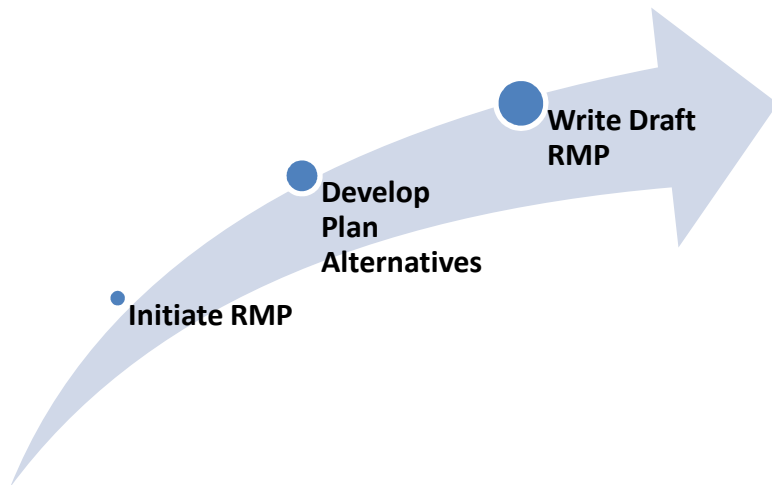 Write Draft
RMP
Develop
Plan
Alternatives
Initiate RMP